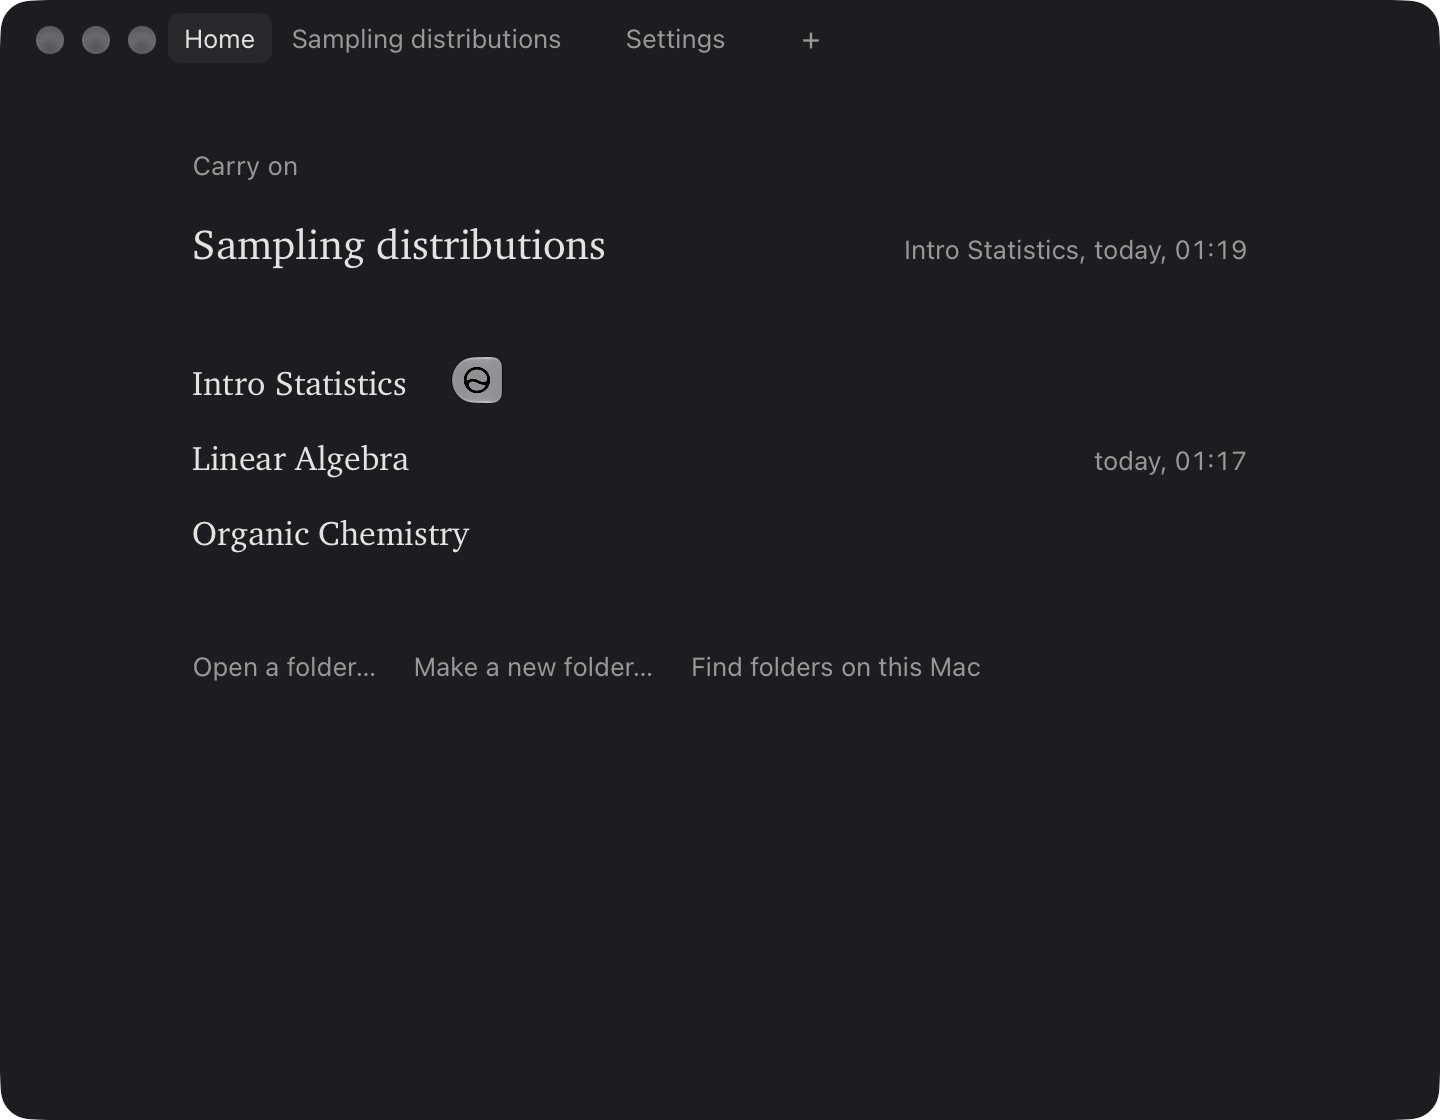 Home Sampling distributions Settings +
Carry on
Sampling distributions Intro Statistics, today, 01:19
Intro Statistics
Linear Algebra today, 01:17
Organic Chemistry
Open a folder... Make a new folder... Find folders on this Mac